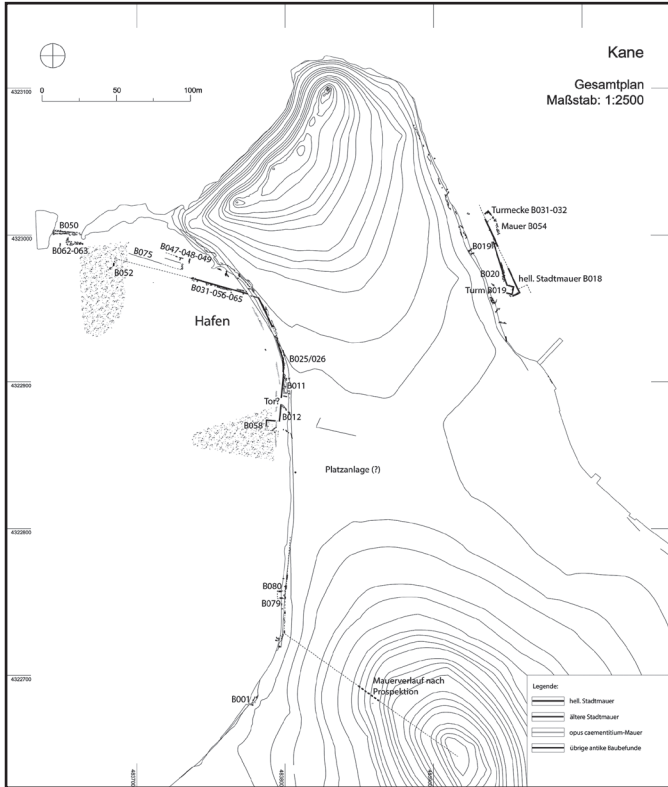 Kane
Gesamtplan
Maßstab: 1:2500
0 50 100m
4323100
4323000
4322900
4322800
4322700
Turmecke B031-032
Mauer B054
B019
B020
hell. Stadtmauer B018
Turm B019
B050
B062-063
B052
B075
B047-048-049
B031-056-065
Hafen
B025/026
B011
Tor?
B012
B058
Platzanlage (?)
B080
B079
B001
Mauerverlauf nach
Prospektion
Legende:
hell. Stadtmauer
ältere Stadtmauer
opus caementitium-Mauer
übrige antike Baubefunde